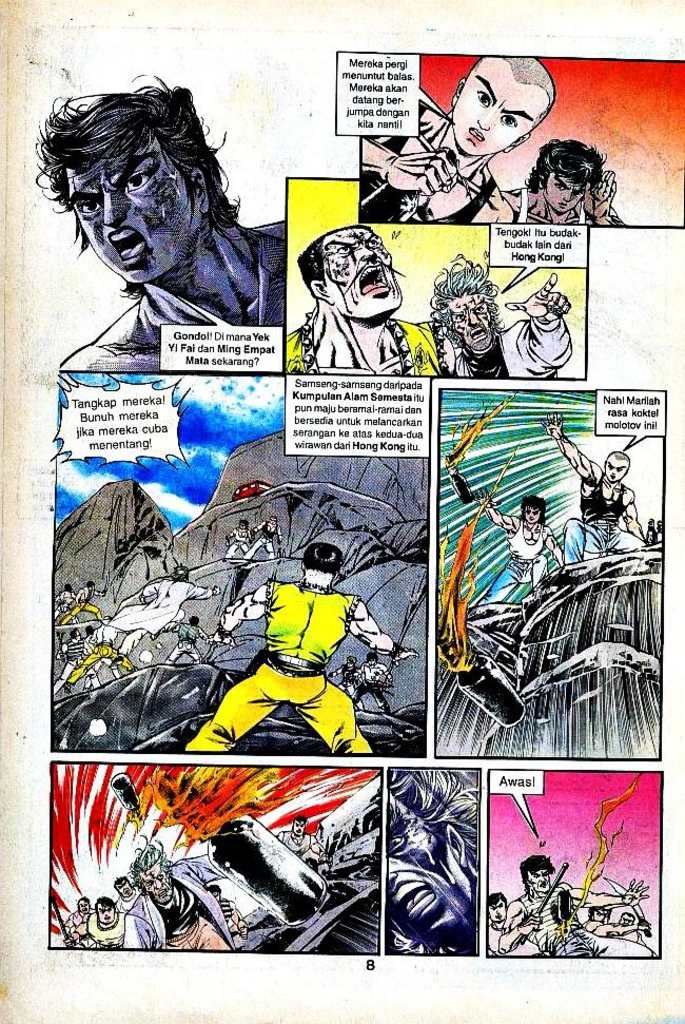 Gondol! Di mana Yek
Yi Fai dan Ming Empat
Mata sekarang?
Mereka pergi
menuntut balas.
Mereka akan
datang ber-
jumpa dengan
kita nanti!
Tengok! Itu budak-
budak lain dari
Hong Kong!
Tangkap mereka!
Bunuh mereka
jika mereka cuba
menentang!
Samseng-samseng daripada
Kumpulan Alam Semesta itu
pun maju beramai-ramai dan
bersedia untuk melancarkan
serangan ke atas kedua-dua
wirawan dari Hong Kong itu.
Nah! Marilah
rasa koktel
molotov ini!
Awas!
8